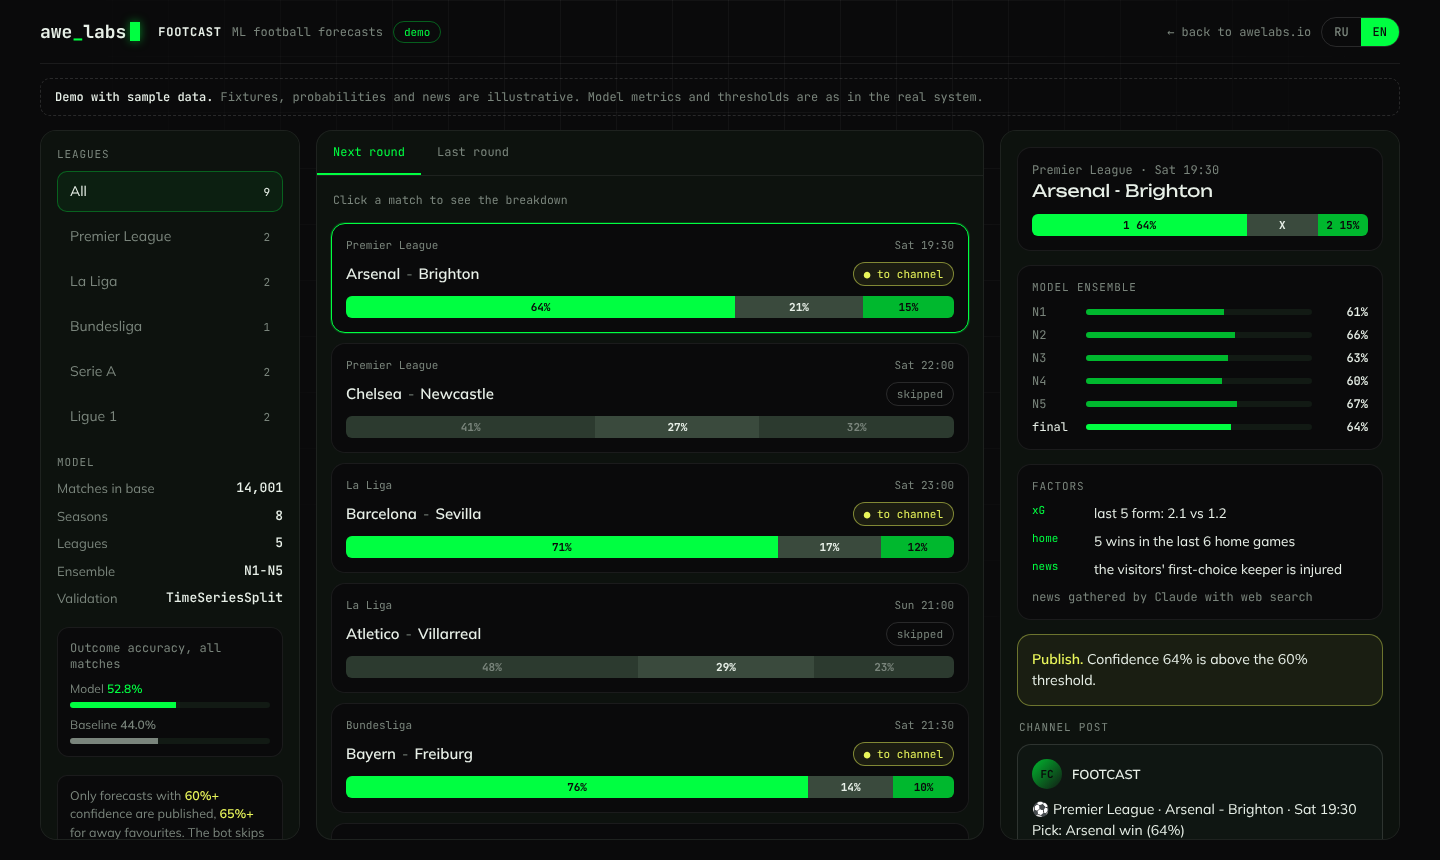 awe_labs FOOTCAST ML football forecasts demo
← back to awelabs.io RU EN
Demo with sample data. Fixtures, probabilities and news are illustrative. Model metrics and thresholds are as in the real system.
LEAGUES
All 9
Premier League 2
La Liga 2
Bundesliga 1
Serie A 2
Ligue 1 2
MODEL
Matches in base 14,001
Seasons 8
Leagues 5
Ensemble N1-N5
Validation TimeSeriesSplit
Outcome accuracy, all
matches
Model 52.8%
Baseline 44.0%
Only forecasts with 60%+
confidence are published, 65%+
for away favourites. The bot skips
Next round Last round
Click a match to see the breakdown
Premier League Sat 19:30
Arsenal - Brighton ● to channel
64% 21% 15%
Premier League Sat 22:00
Chelsea - Newcastle skipped
41% 27% 32%
La Liga Sat 23:00
Barcelona - Sevilla ● to channel
71% 17% 12%
La Liga Sun 21:00
Atletico - Villarreal skipped
48% 29% 23%
Bundesliga Sat 21:30
Bayern - Freiburg ● to channel
76% 14% 10%
Premier League · Sat 19:30
Arsenal - Brighton
1 64% X 2 15%
MODEL ENSEMBLE
N1 61%
N2 66%
N3 63%
N4 60%
N5 67%
final 64%
FACTORS
xG last 5 form: 2.1 vs 1.2
home 5 wins in the last 6 home games
news the visitors' first-choice keeper is injured
news gathered by Claude with web search
Publish. Confidence 64% is above the 60%
threshold.
CHANNEL POST
FC FOOTCAST
⚽ Premier League · Arsenal - Brighton · Sat 19:30
Pick: Arsenal win (64%)